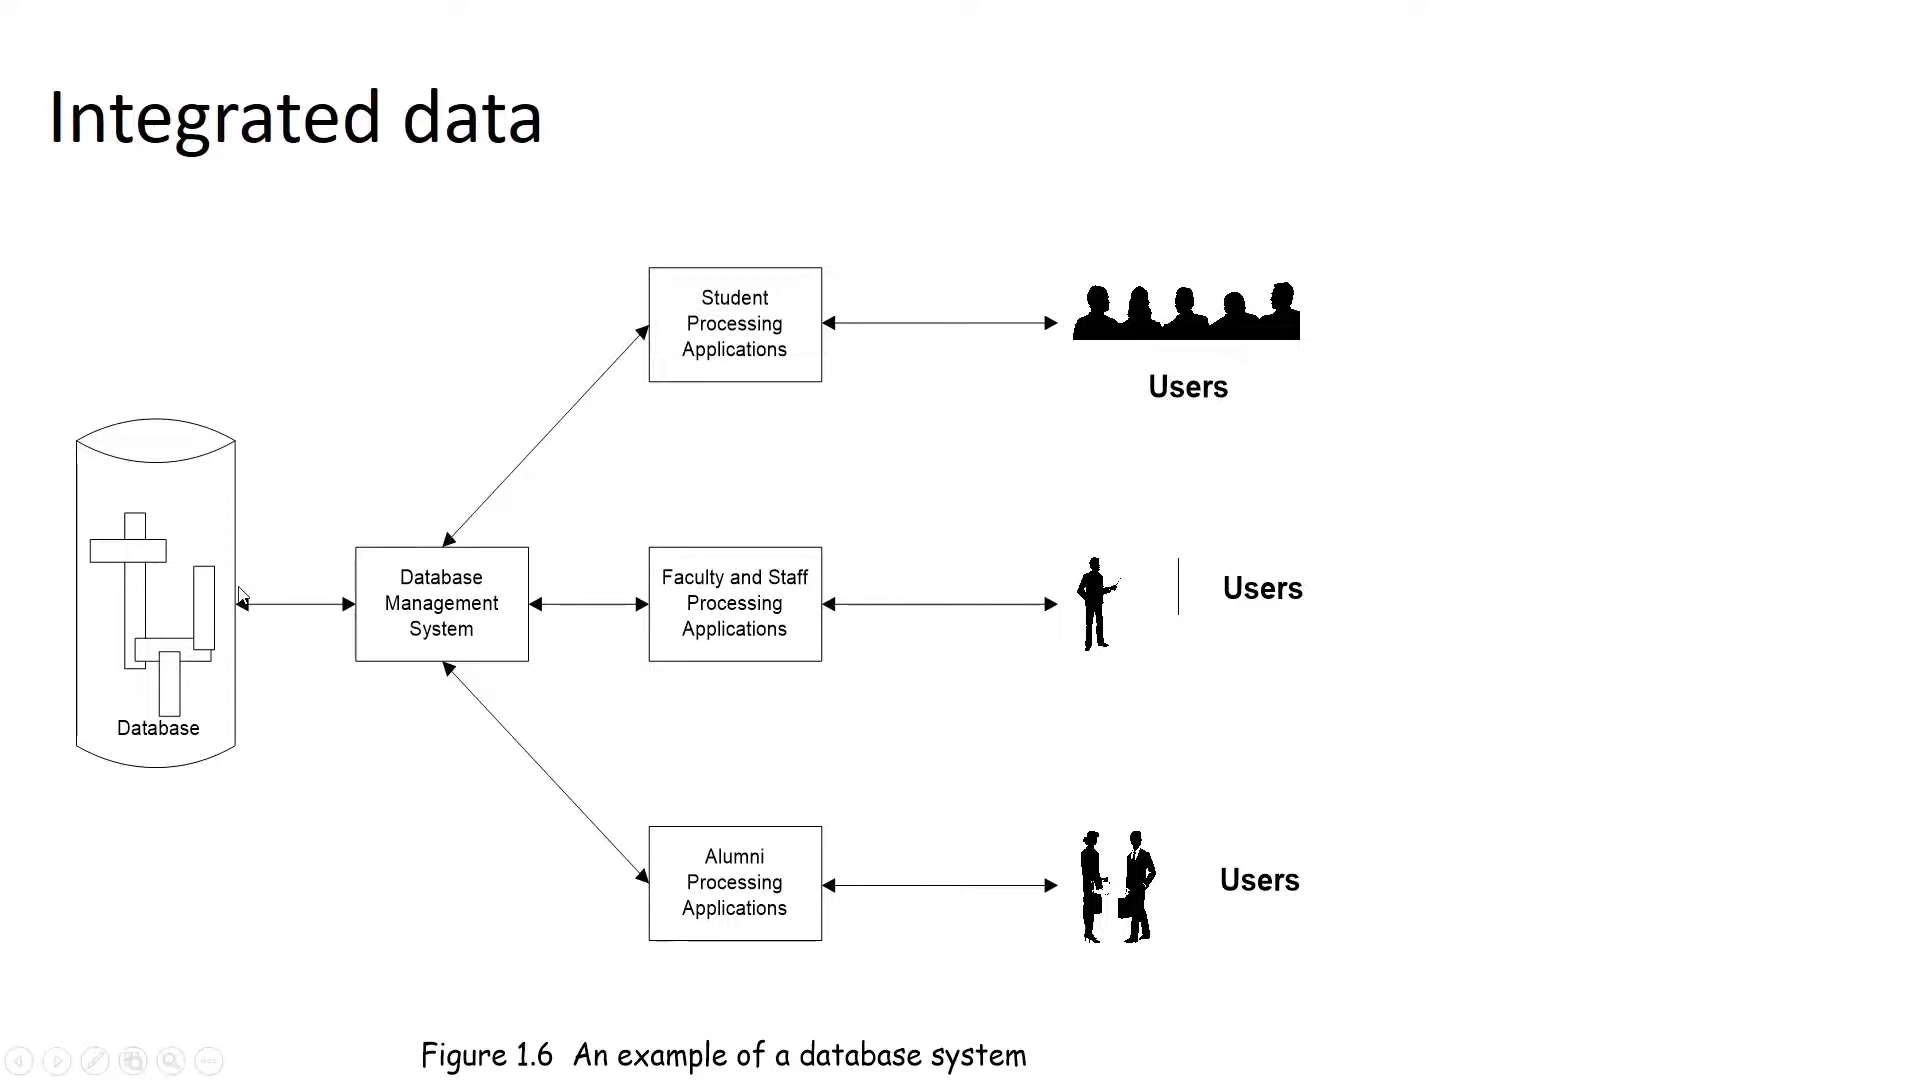 Integrated data
Student
Processing
Applications
Users
Database
Management
System
Faculty and Staff
Processing
Applications
Users
Database
Alumni
Processing
Applications
Users
Figure 1.6 An example of a database system